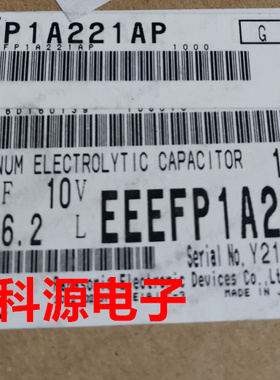 P1A221AP
G
FP1A221AP 1000
NUM ELECTROLYTIC CAPACITOR
F 10V
6.2 L EEEFP1A2
Serial No. Y21
Electronic Devices Co., Lt
MADE IN
科源电子